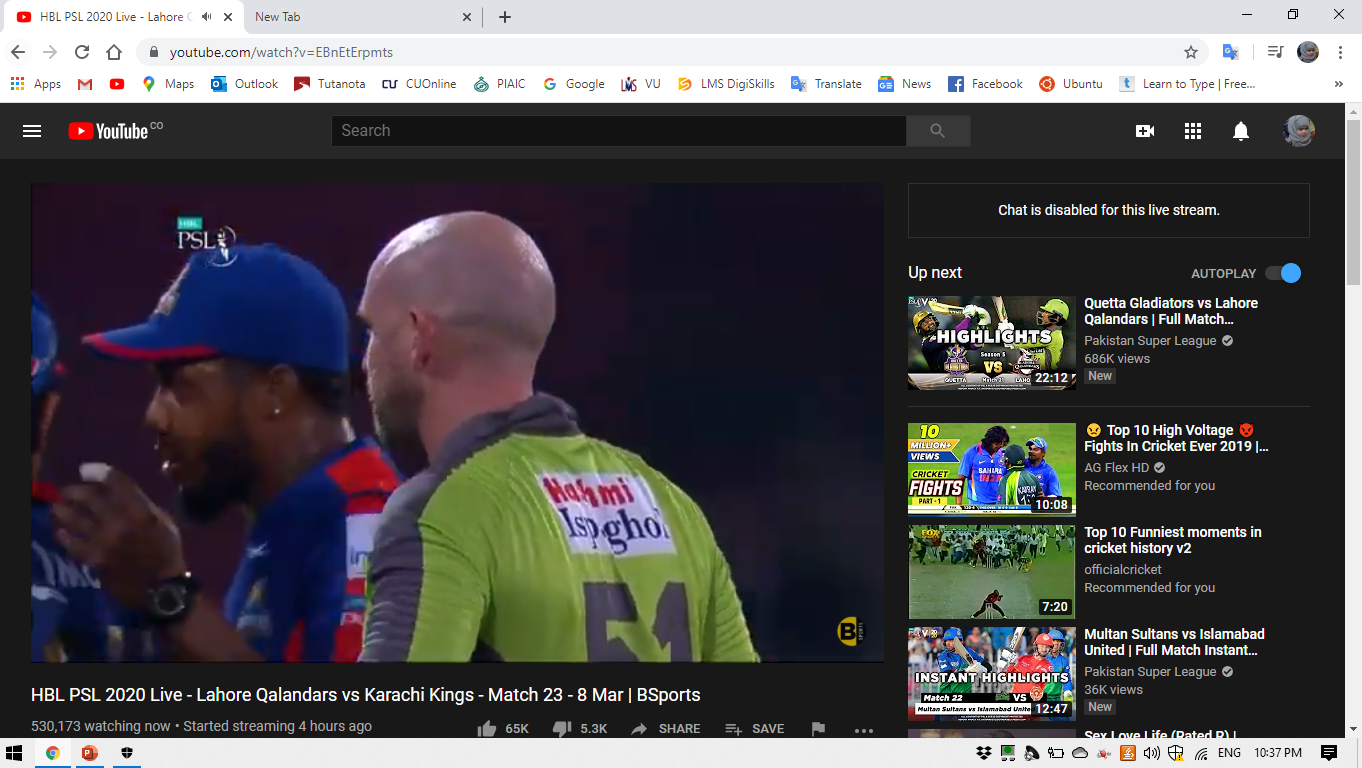 HBL PSL 2020 Live - Lahore
New Tab
youtube.com/watch?v=EBnEtErpmts
Apps
Maps
Outlook
Tutanota
CUOnline
PIAIC
Google
VU
LMS DigiSkills
Translate
News
Facebook
Ubuntu
Learn to Type | Free...
YouTube CO
Search
HBL
PSL
Ispaghol
51
B SPORTS
HBL PSL 2020 Live - Lahore Qalandars vs Karachi Kings - Match 23 - 8 Mar | BSports
530,173 watching now • Started streaming 4 hours ago
65K
5.3K
SHARE
SAVE
Chat is disabled for this live stream.
Up next
AUTOPLAY
HIGHLIGHTS
Season 5
VS
QUETTA
Match 21
LAHO
22:12
Quetta Gladiators vs Lahore
Qalandars | Full Match...
Pakistan Super League
686K views
New
10
MILLION+
VIEWS
CRICKET
FIGHTS
PART - 1
SAHARA
10:08
😠 Top 10 High Voltage 😡
Fights In Cricket Ever 2019 |...
AG Flex HD
Recommended for you
7:20
Top 10 Funniest moments in
cricket history v2
officialcricket
Recommended for you
INSTANT HIGHLIGHTS
Match 22
VS
Multan Sultans vs Islamabad Unite
12:47
Multan Sultans vs Islamabad
United | Full Match Instant...
Pakistan Super League
36K views
New
Sex Love Life (Rated R) |
ENG
10:37 PM